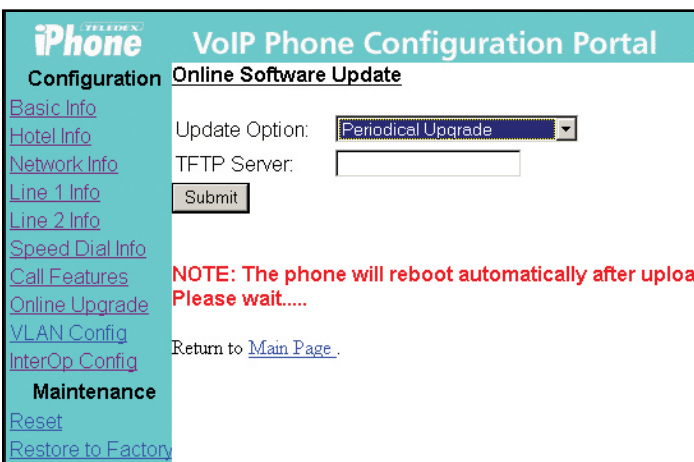 TELEDEX
iPhone
VoIP Phone Configuration Portal
Configuration
Basic Info
Hotel Info
Network Info
Line 1 Info
Line 2 Info
Speed Dial Info
Call Features
Online Upgrade
VLAN Config
InterOp Config
Maintenance
Reset
Restore to Factory
Online Software Update
Update Option: Periodical Upgrade
TFTP Server:
Submit
NOTE: The phone will reboot automatically after uploa
Please wait.....
Return to Main Page .